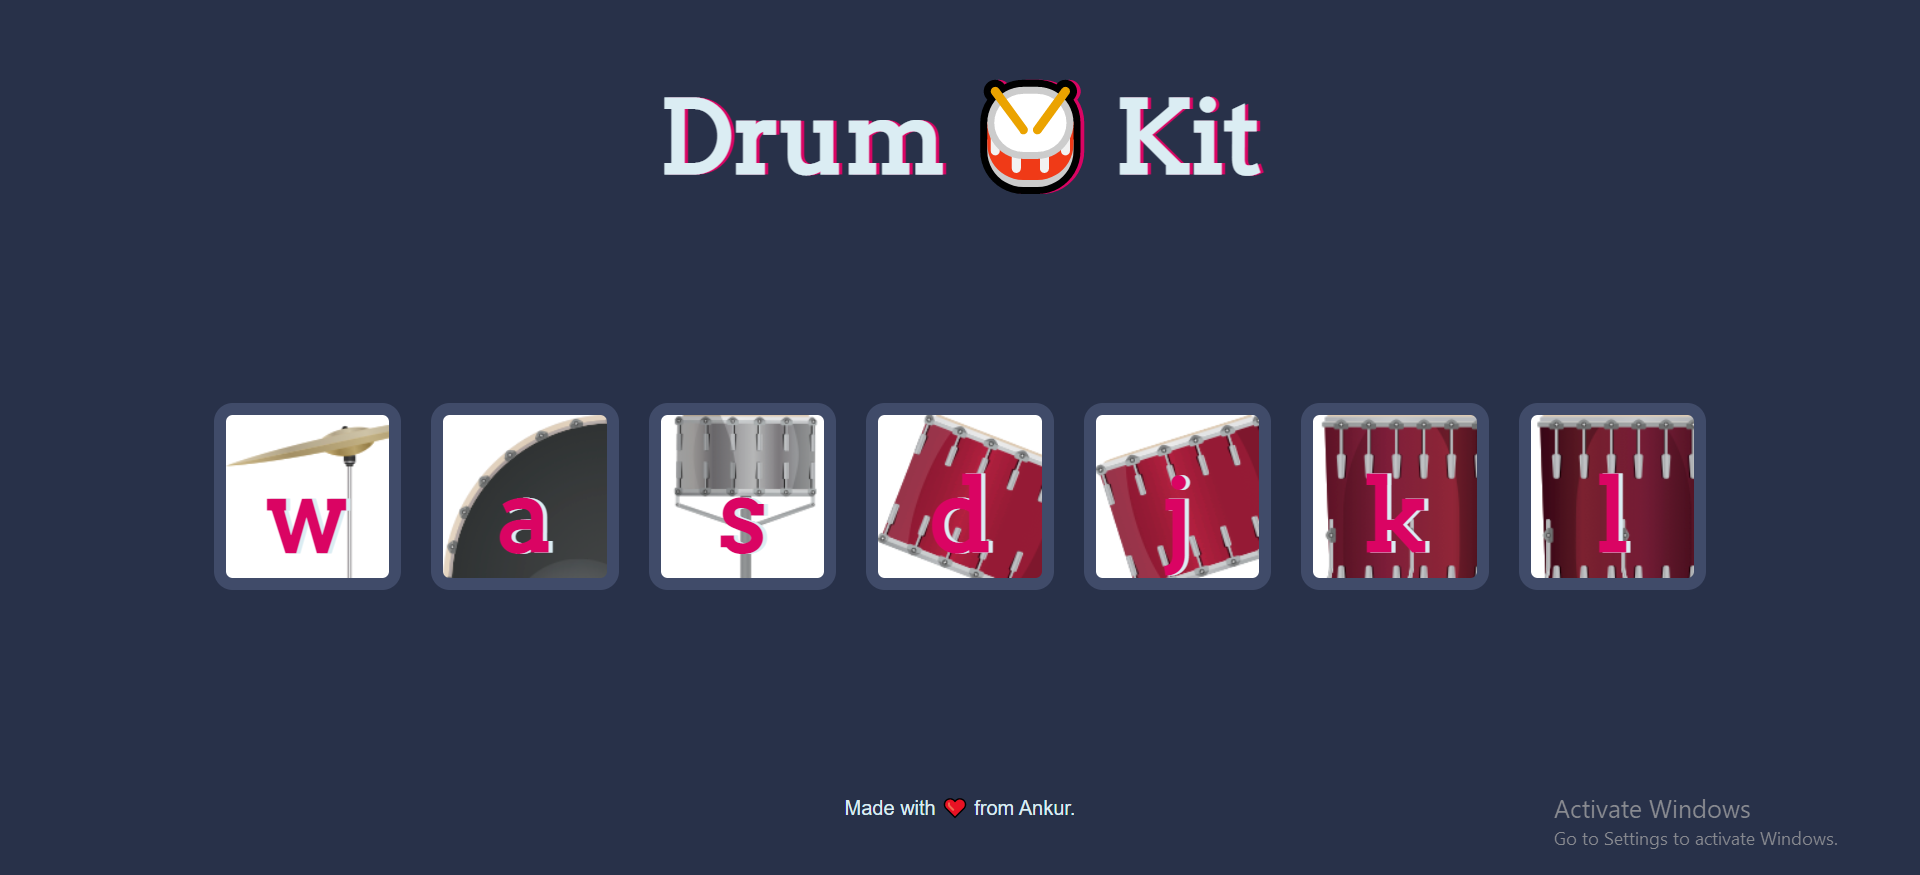 Drum 🥁 Kit
w a s d j k l
Made with ❤️ from Ankur.
Activate Windows
Go to Settings to activate Windows.